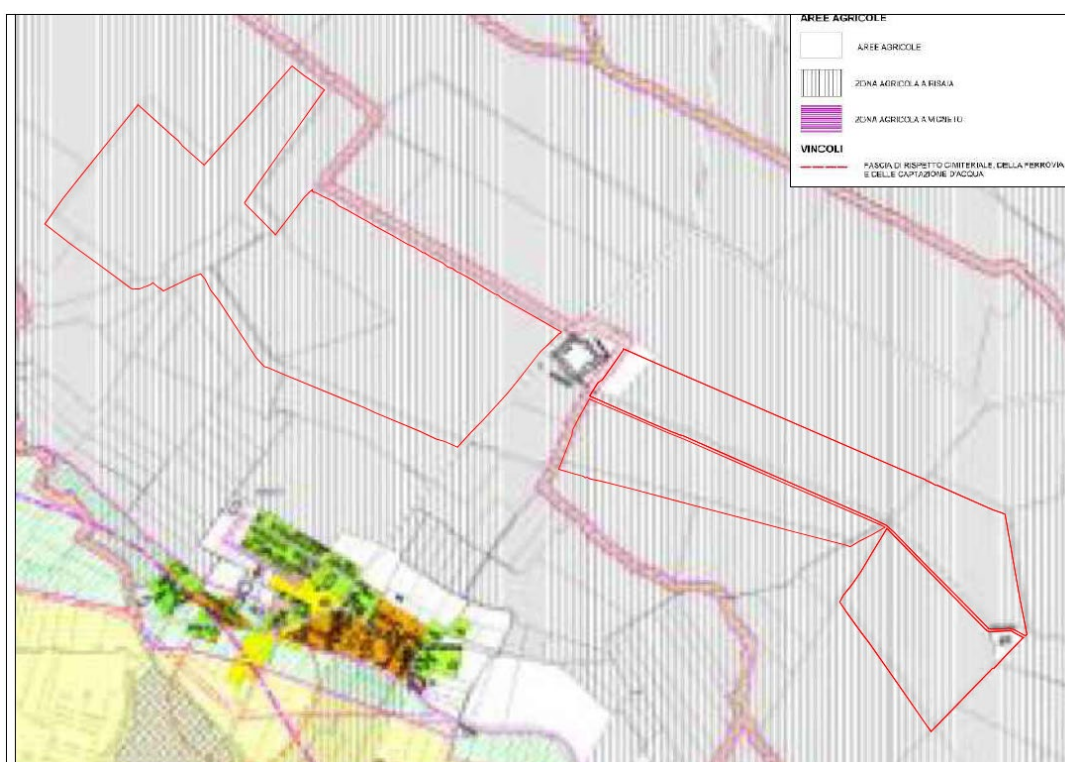 AREE AGRICOLE
AREE AGRICOLE
ZONA AGRICOLA A RISAIA
ZONA AGRICOLA A VIGNETO
VINCOLI
FASCIA DI RISPETTO CIMITERIALE, DELLA FERROVIA
E DELLE CAPTAZIONE D'ACQUA